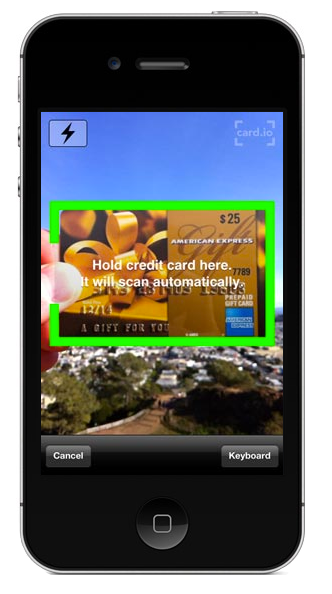 card.io
$25
AMERICAN EXPRESS
Gift
Hold credit card here.
It will scan automatically.
7789
12/14
PREPAID
GIFT CARD
A GIFT FOR YOU
AMERICAN
EXPRESS
Cancel
Keyboard